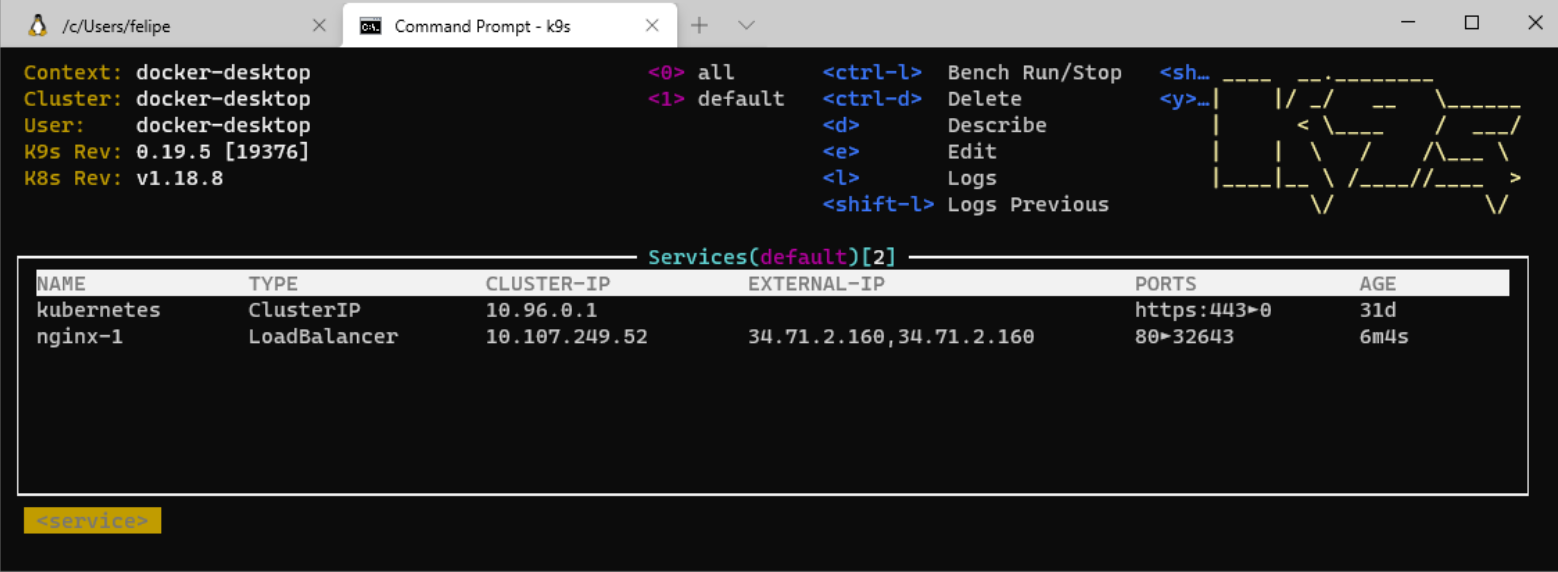 /c/Users/felipe Command Prompt - k9s
Context: docker-desktop <0> all <ctrl-l> Bench Run/Stop <sh…
Cluster: docker-desktop <1> default <ctrl-d> Delete <y>…
User: docker-desktop <d> Describe
K9s Rev: 0.19.5 [19376] <e> Edit
K8s Rev: v1.18.8 <l> Logs
<shift-l> Logs Previous
Services(default)[2]
NAME TYPE CLUSTER-IP EXTERNAL-IP PORTS AGE
kubernetes ClusterIP 10.96.0.1 https:443►0 31d
nginx-1 LoadBalancer 10.107.249.52 34.71.2.160,34.71.2.160 80►32643 6m4s
<service>